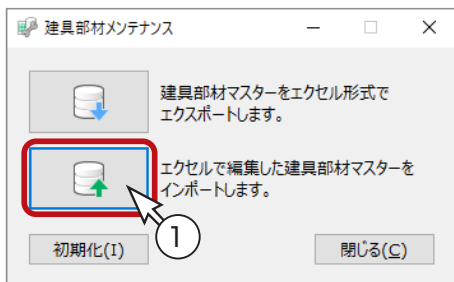 建具部材メンテナンス
建具部材マスターをエクセル形式で
エクスポートします。
エクセルで編集した建具部材マスターを
インポートします。
1
初期化(I)
閉じる(C)